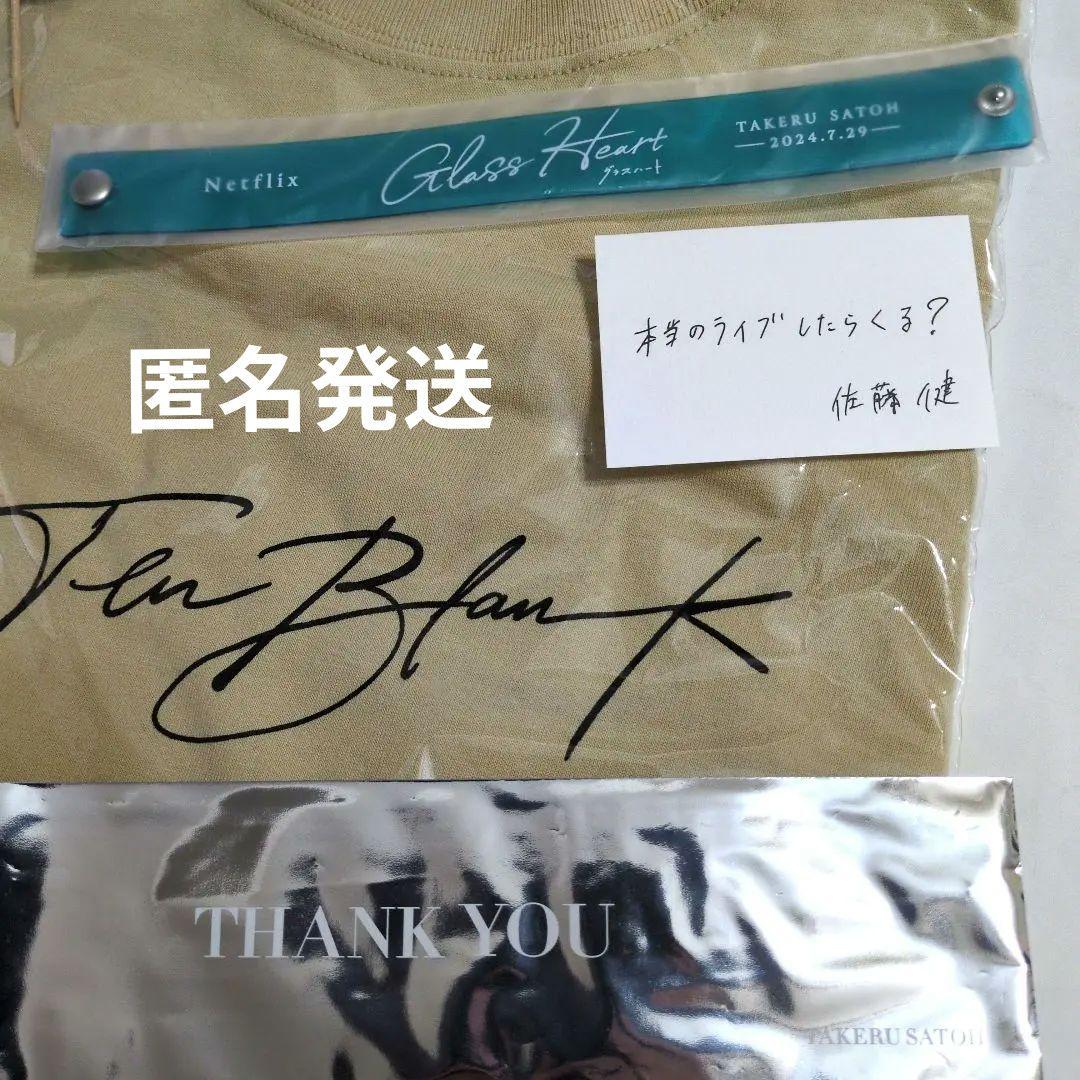 Netflix
Glass Heart
グラスハート
TAKERU SATOH
2024.7.29
本当のライブしたらくる?
佐藤健
匿名発送
Ten Blank
THANK YOU
TAKERU SATOH